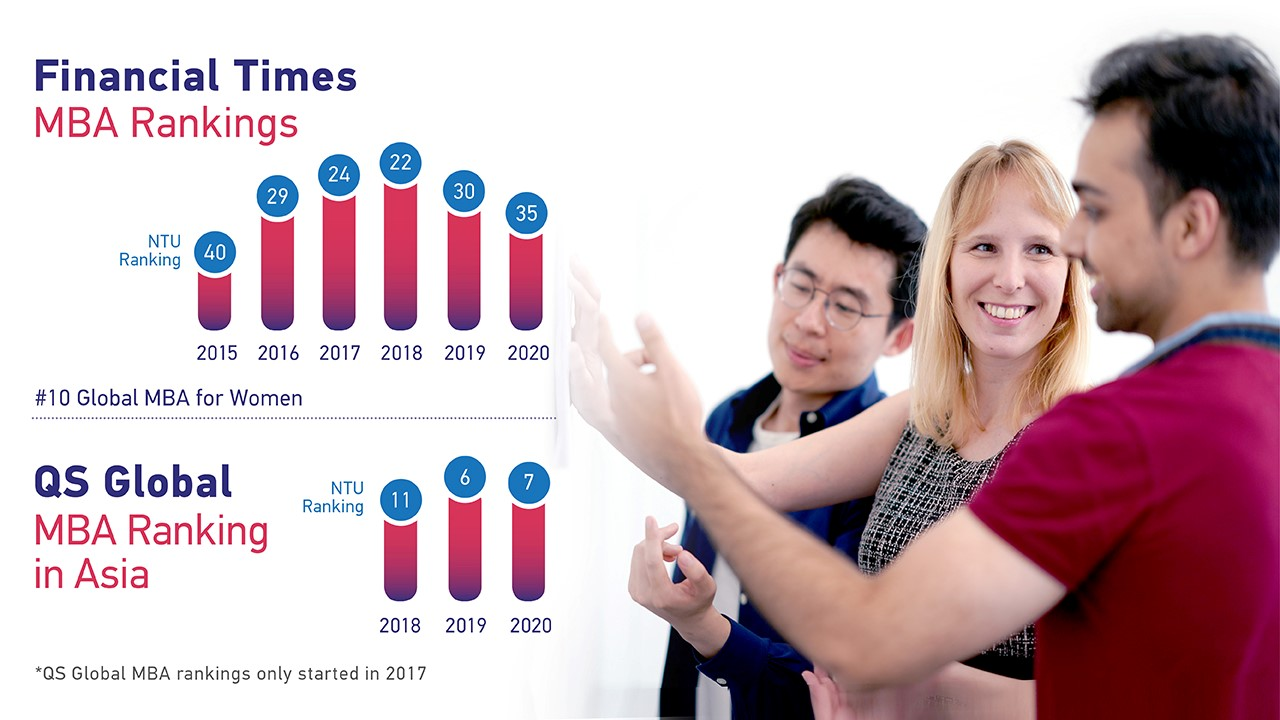 Financial Times
MBA Rankings
NTU
Ranking
40
29
24
22
30
35
2015 2016 2017 2018 2019 2020
#10 Global MBA for Women
QS Global
MBA Ranking
in Asia
NTU
Ranking
11
6
7
2018 2019 2020
*QS Global MBA rankings only started in 2017